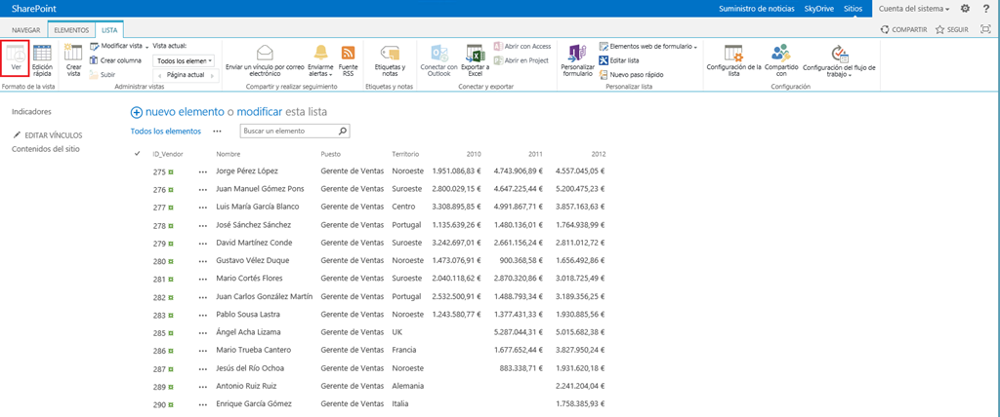 SharePoint Suministro de noticias SkyDrive Sitios Cuenta del sistema ?
NAVEGAR ELEMENTOS LISTA COMPARTIR SEGUIR
Ver
Edición rápida
Formato de la vista
Crear vista
Modificar vista
Crear columna
Subir
Vista actual:
Todos los elemen
Página actual
Administrar vistas
Enviar un vínculo por correo electrónico
Enviarme alertas
Fuente RSS
Compartir y realizar seguimiento
Etiquetas y notas
Etiquetas y notas
Conectar con Outlook
Exportar a Excel
Abrir con Access
Abrir en Project
Conectar y exportar
Personalizar formulario
Elementos web de formulario
Editar lista
Nuevo paso rápido
Personalizar lista
Configuración de la lista
Compartido con
Configuración del flujo de trabajo
Configuración
Indicadores
EDITAR VÍNCULOS
Contenidos del sitio
nuevo elemento o modificar esta lista
Todos los elementos ••• Buscar un elemento
ID_Vendor Nombre Puesto Territorio 2010 2011 2012
275 ••• Jorge Pérez López Gerente de Ventas Noroeste 1.951.086,83 € 4.743.906,89 € 4.557.045,05 €
276 ••• Juan Manuel Gómez Pons Gerente de Ventas Suroeste 2.800.029,15 € 4.647.225,44 € 5.200.475,23 €
277 ••• Luis María García Blanco Gerente de Ventas Centro 3.308.895,85 € 4.991.867,71 € 3.857.163,63 €
278 ••• José Sánchez Sánchez Gerente de Ventas Portugal 1.135.639,26 € 1.480.136,01 € 1.764.938,99 €
279 ••• David Martínez Conde Gerente de Ventas Suroeste 3.242.697,01 € 2.661.156,24 € 2.811.012,72 €
280 ••• Gustavo Vélez Duque Gerente de Ventas Noroeste 1.473.076,91 € 900.368,58 € 1.656.492,86 €
281 ••• Mario Cortés Flores Gerente de Ventas Suroeste 2.040.118,62 € 2.870.320,86 € 3.018.725,49 €
282 ••• Juan Carlos González Martín Gerente de Ventas Portugal 2.532.500,91 € 1.488.793,34 € 3.189.356,25 €
283 ••• Pablo Sousa Lastra Gerente de Ventas Noroeste 1.243.580,77 € 1.377.431,33 € 1.930.885,56 €
285 ••• Ángel Acha Lizama Gerente de Ventas UK 5.287.044,31 € 5.015.682,38 €
286 ••• Mario Trueba Cantero Gerente de Ventas Francia 1.677.652,44 € 3.827.950,24 €
287 ••• Jesús del Río Ochoa Gerente de Ventas Noroeste 883.338,71 € 1.931.620,18 €
289 ••• Antonio Ruiz Ruiz Gerente de Ventas Alemania 2.241.204,04 €
290 ••• Enrique García Gómez Gerente de Ventas Italia 1.758.385,93 €